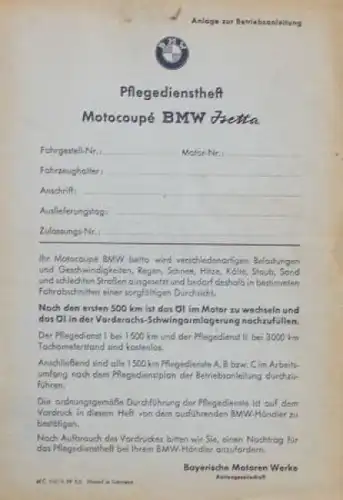 Anlage zur Betriebsanleitung
BMW
Pflegedienstheft
Motocoupé BMW Isetta
Fahrgestell-Nr.: Motor-Nr.:
Fahrzeughalter:
Anschrift:
Auslieferungstag:
Zulassungs-Nr.:
Ihr Motocoupé BMW Isetta wird verschiedenartigen Belastungen
und Geschwindigkeiten, Regen, Schnee, Hitze, Kälte, Staub, Sand
und schlechten Straßen ausgesetzt und bedarf deshalb in bestimmten
Fahrabschnitten einer sorgfältigen Durchsicht.
Nach den ersten 500 km ist das Öl im Motor zu wechseln und
das Öl in der Vorderachs-Schwingarmlagerung nachzufüllen.
Der Pflegedienst I bei 1500 km und der Pflegedienst II bei 3000 km
Tachometerstand sind kostenlos.
Anschließend sind alle 1500 km Pflegedienste A, B bzw. C im Arbeits-
umfang nach dem Pflegedienstplan der Betriebsanleitung durchzu-
führen.
Die ordnungsgemäße Durchführung der Pflegedienste ist auf dem
Vordruck in diesem Heft von dem ausführenden BMW-Händler zu
bestätigen.
Nach Aufbrauch des Vordruckes bitten wir Sie, einen Nachtrag für
das Pflegedienstheft bei Ihrem BMW-Händler anzufordern.
Bayerische Motoren Werke
Aktiengesellschaft
Printed in Germany